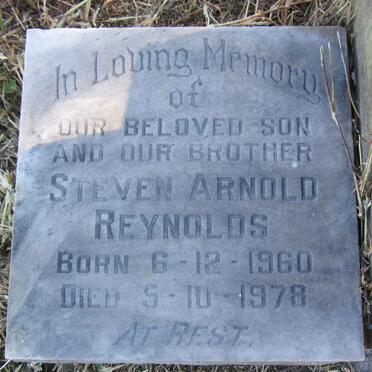 In Loving Memory
of
OUR BELOVED SON
AND OUR BROTHER
STEVEN ARNOLD
REYNOLDS
BORN 6-12-1960
DIED 5-10-1978
AT REST.